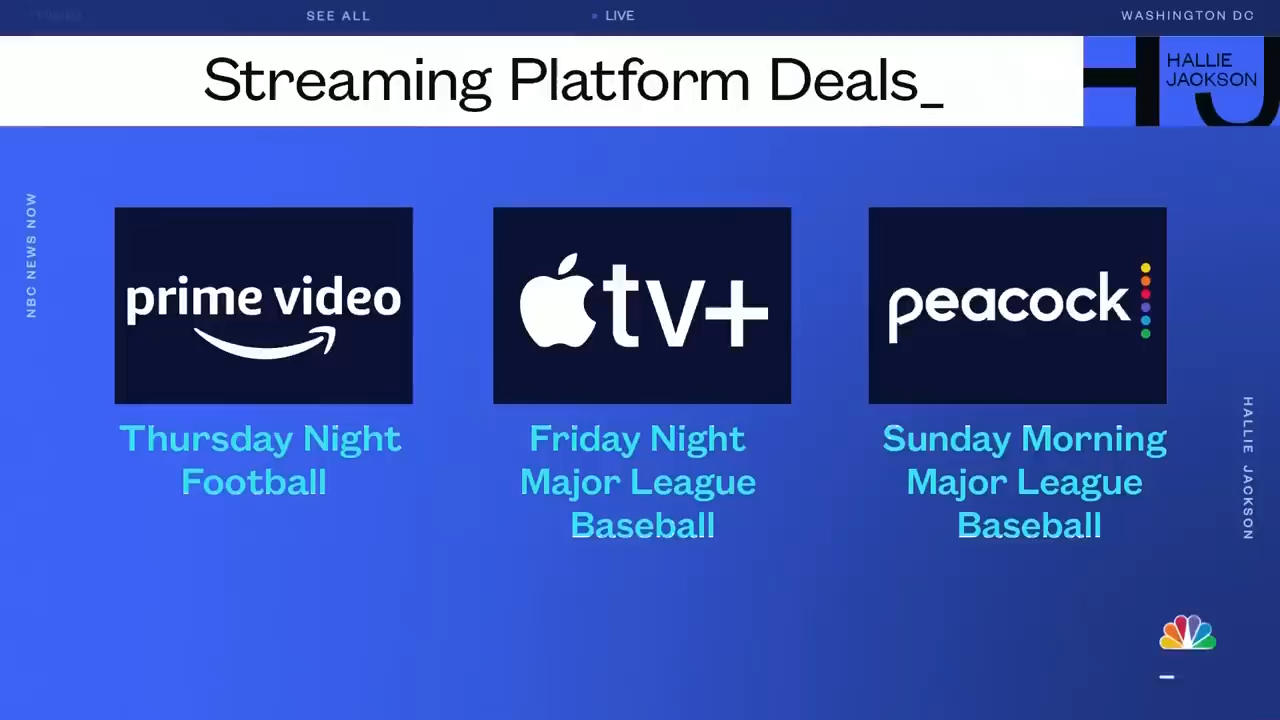 SEE ALL
LIVE
WASHINGTON DC
Streaming Platform Deals_
HJ
HALLIE
JACKSON
NBC NEWS NOW
prime video
tv+
peacock
Thursday Night
Football
Friday Night
Major League
Baseball
Sunday Morning
Major League
Baseball
HALLIE JACKSON